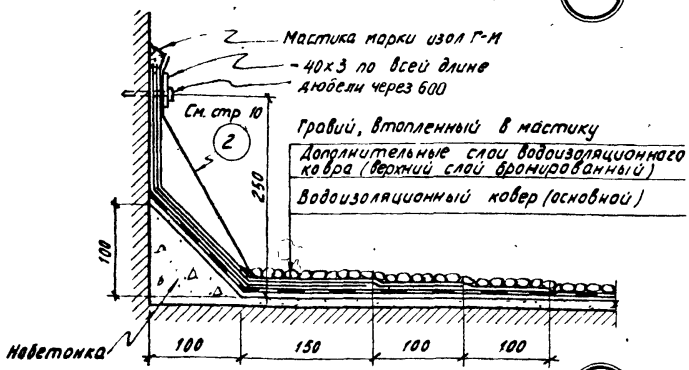 Мастика марки изол Г-М
- 40х3 по всей длине
дюбели через 600
См. стр 10
2
Гравий, втопленный в мастику
Дополнительные слои водоизоляционного
ковра (верхний слой бронированный)
Водоизоляционный ковер (основной)
250
100
Набетонка
100
150
100
100